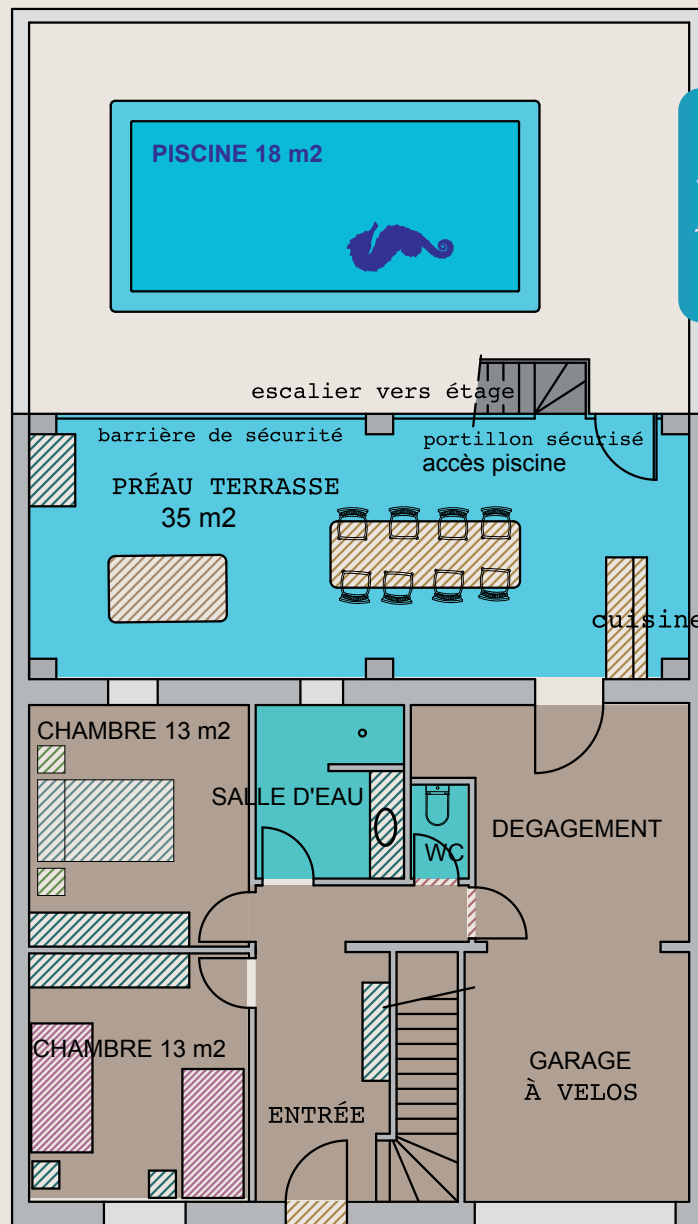 PISCINE 18 m2
escalier vers étage
barrière de sécurité
portillon sécurisé
accès piscine
PRÉAU TERRASSE
35 m2
cuisine
CHAMBRE 13 m2
SALLE D'EAU
WC
DEGAGEMENT
CHAMBRE 13 m2
GARAGE
À VELOS
ENTRÉE